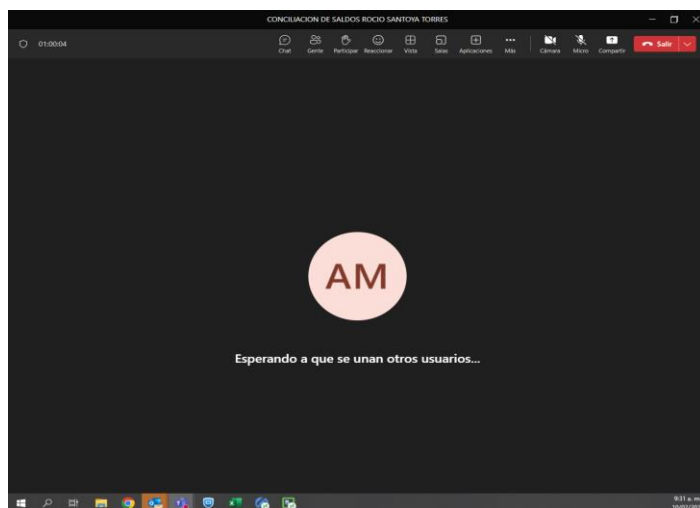 CONCILIACION DE SALDOS ROCIO SANTOYA TORRES
01:00:04
Chat Gente Participar Reaccionar Vista Salas Aplicaciones Más Cámara Micro Compartir Salir
AM
Esperando a que se unan otros usuarios...
9:31 a. m.